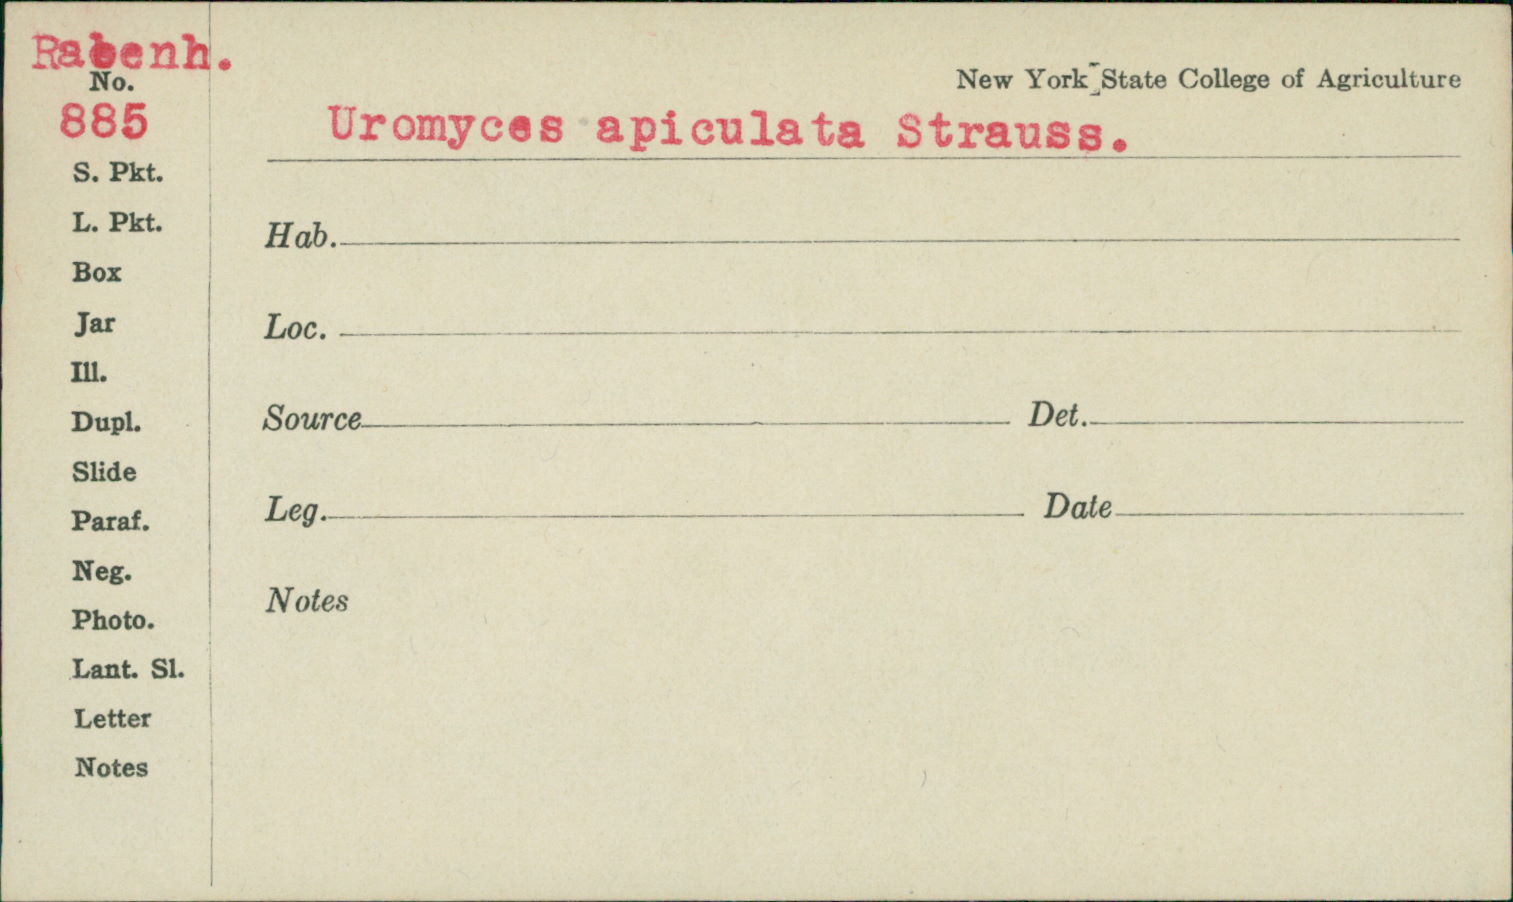 Rabenh.
No.
885
New York State College of Agriculture
Uromyces apiculata Strauss.
S. Pkt.
L. Pkt.
Box
Jar
Ill.
Dupl.
Slide
Paraf.
Neg.
Photo.
Lant. Sl.
Letter
Notes
Hab.
Loc.
Source Det.
Leg. Date
Notes